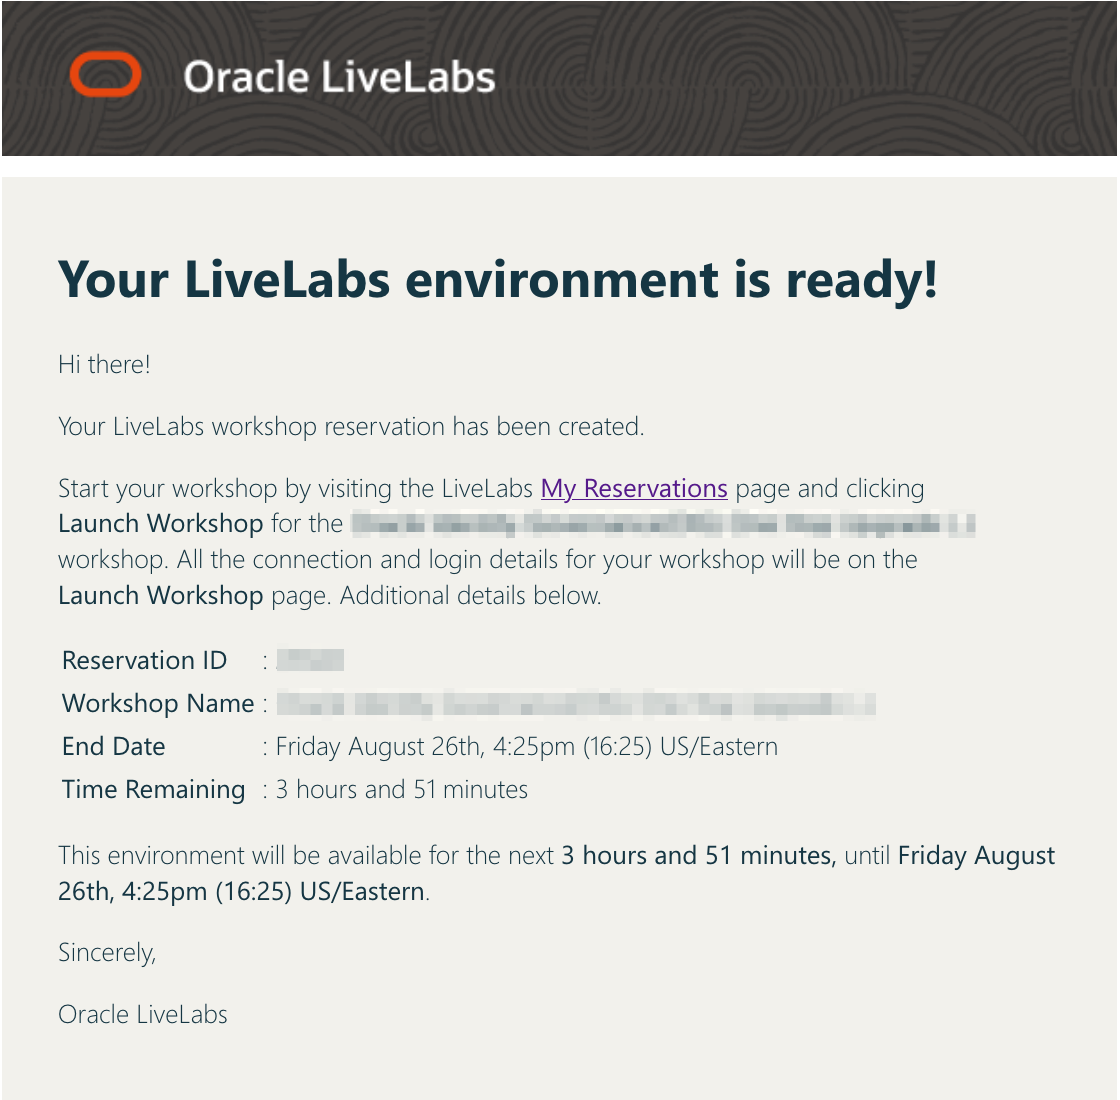 Oracle LiveLabs
Your LiveLabs environment is ready!
Hi there!
Your LiveLabs workshop reservation has been created.
Start your workshop by visiting the LiveLabs My Reservations page and clicking
Launch Workshop for the
workshop. All the connection and login details for your workshop will be on the
Launch Workshop page. Additional details below.
Reservation ID :
Workshop Name :
End Date : Friday August 26th, 4:25pm (16:25) US/Eastern
Time Remaining : 3 hours and 51 minutes
This environment will be available for the next 3 hours and 51 minutes, until Friday August
26th, 4:25pm (16:25) US/Eastern.
Sincerely,
Oracle LiveLabs